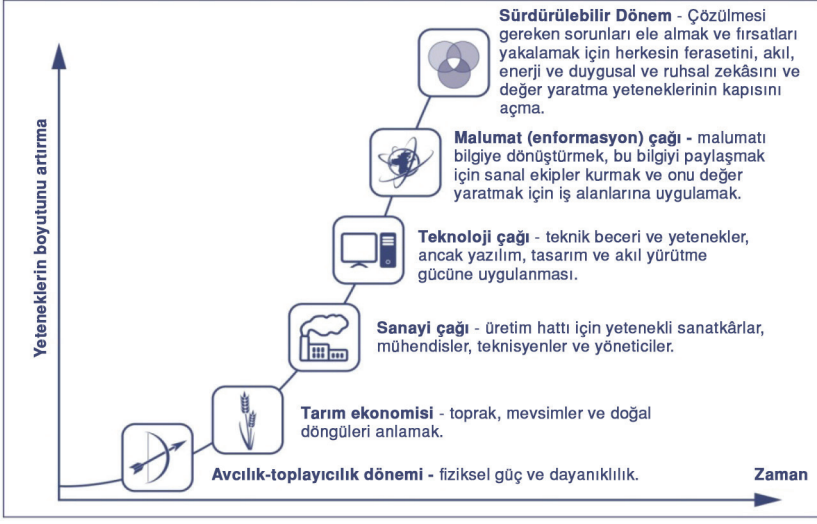 Sürdürülebilir Dönem - Çözülmesi
gereken sorunları ele almak ve fırsatları
yakalamak için herkesin ferasetini, akıl,
enerji ve duygusal ve ruhsal zekâsını ve
değer yaratma yeteneklerinin kapısını
açma.
Malumat (enformasyon) çağı - malumatı
bilgiye dönüştürmek, bu bilgiyi paylaşmak
için sanal ekipler kurmak ve onu değer
yaratmak için iş alanlarına uygulamak.
Teknoloji çağı - teknik beceri ve yetenekler,
ancak yazılım, tasarım ve akıl yürütme
gücüne uygulanması.
Sanayi çağı - üretim hattı için yetenekli sanatkârlar,
mühendisler, teknisyenler ve yöneticiler.
Tarım ekonomisi - toprak, mevsimler ve doğal
döngüleri anlamak.
Avcılık-toplayıcılık dönemi - fiziksel güç ve dayanıklılık.
Zaman
Yeteneklerin boyutunu artırma